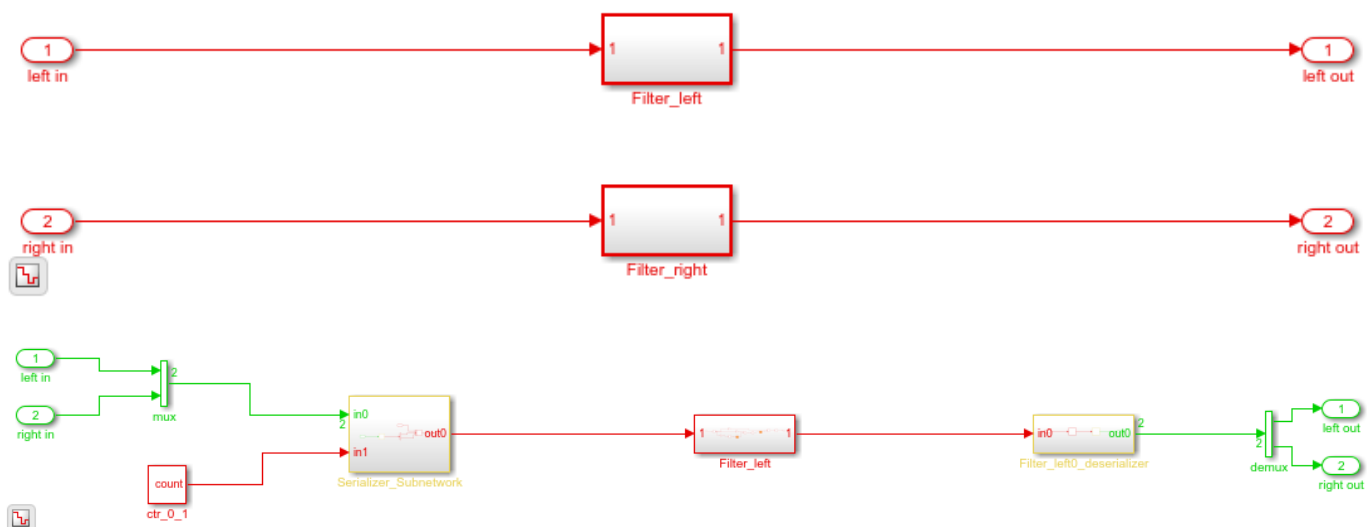 1
left in
1 1
Filter_left
1
left out
2
right in
1 1
Filter_right
2
right out
1
left in
2
right in
2
mux
in0
2
in1
out0
Serializer_Subnetwork
count
ctr_0_1
1 1
Filter_left
in0 out0
2
Filter_left0_deserializer
2
demux
1
left out
2
right out